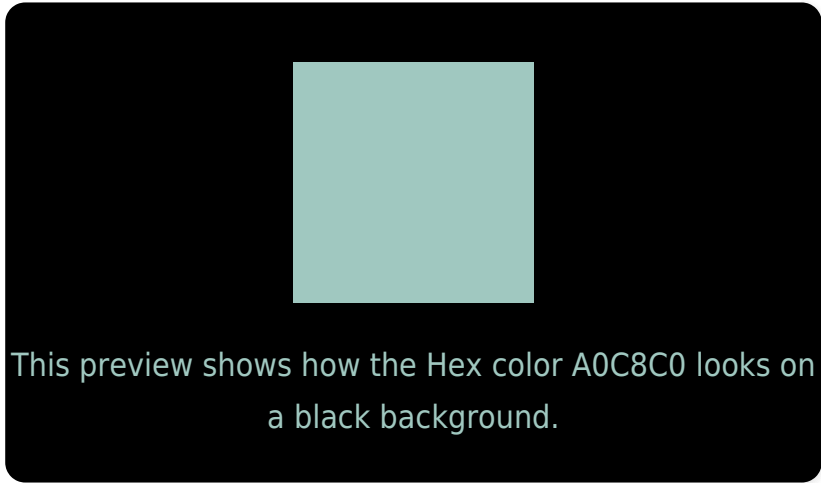 This preview shows how the Hex color A0C8C0 looks on
a black background.